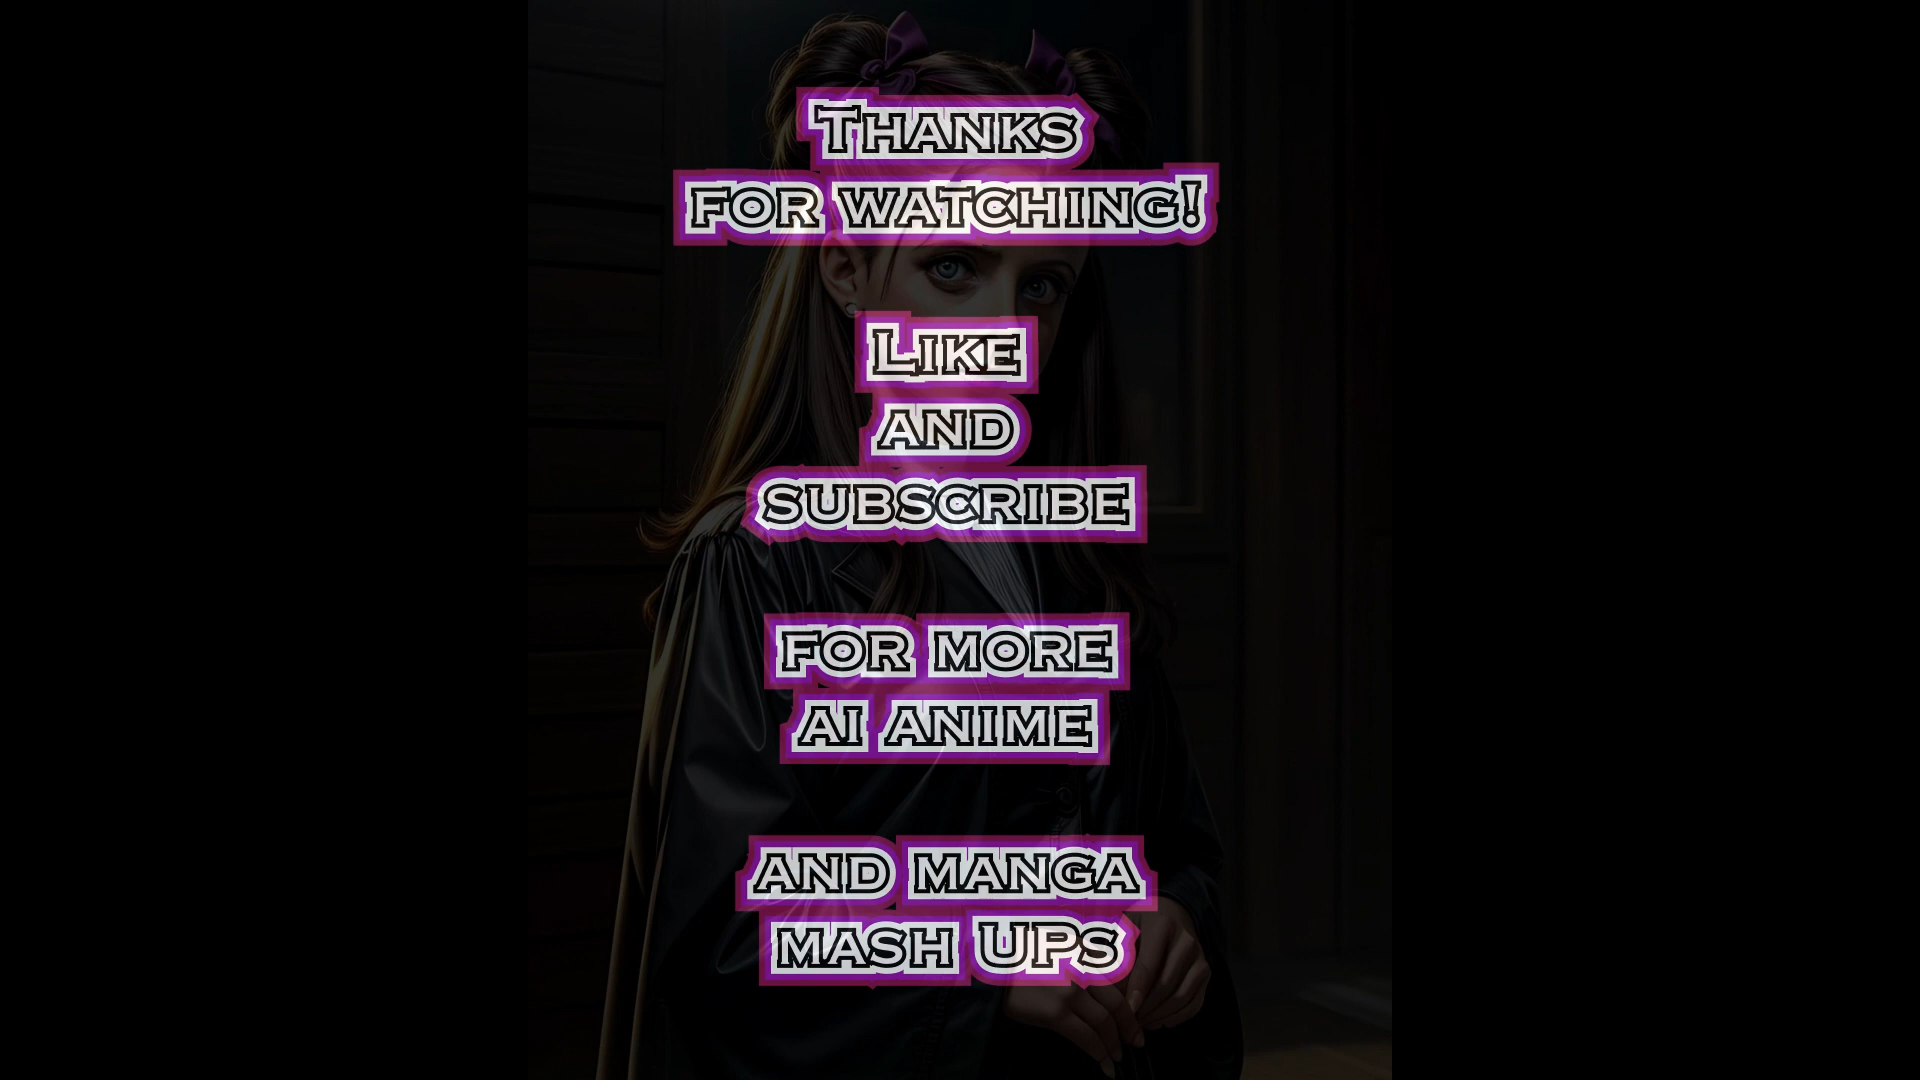 Thanks
for watching!
Like
and
subscribe
for more
ai anime
and manga
mash UPs